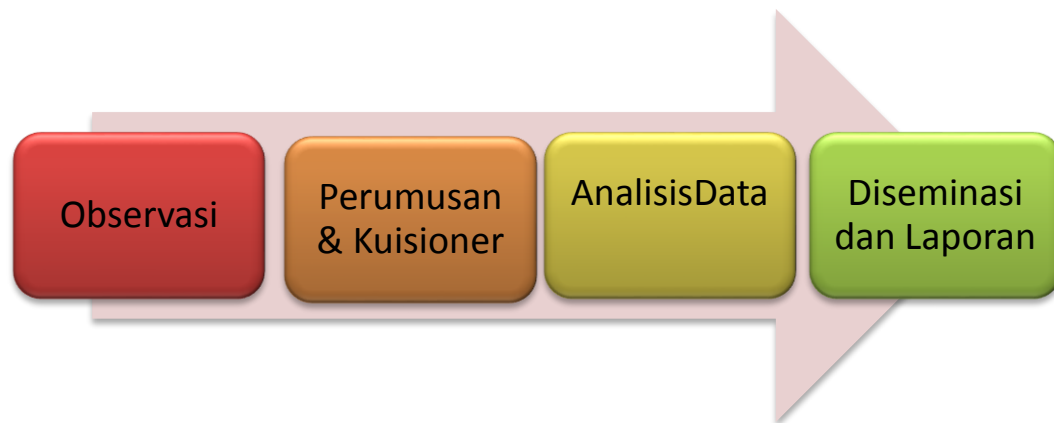 Observasi
Perumusan
& Kuisioner
AnalisisData
Diseminasi
dan Laporan